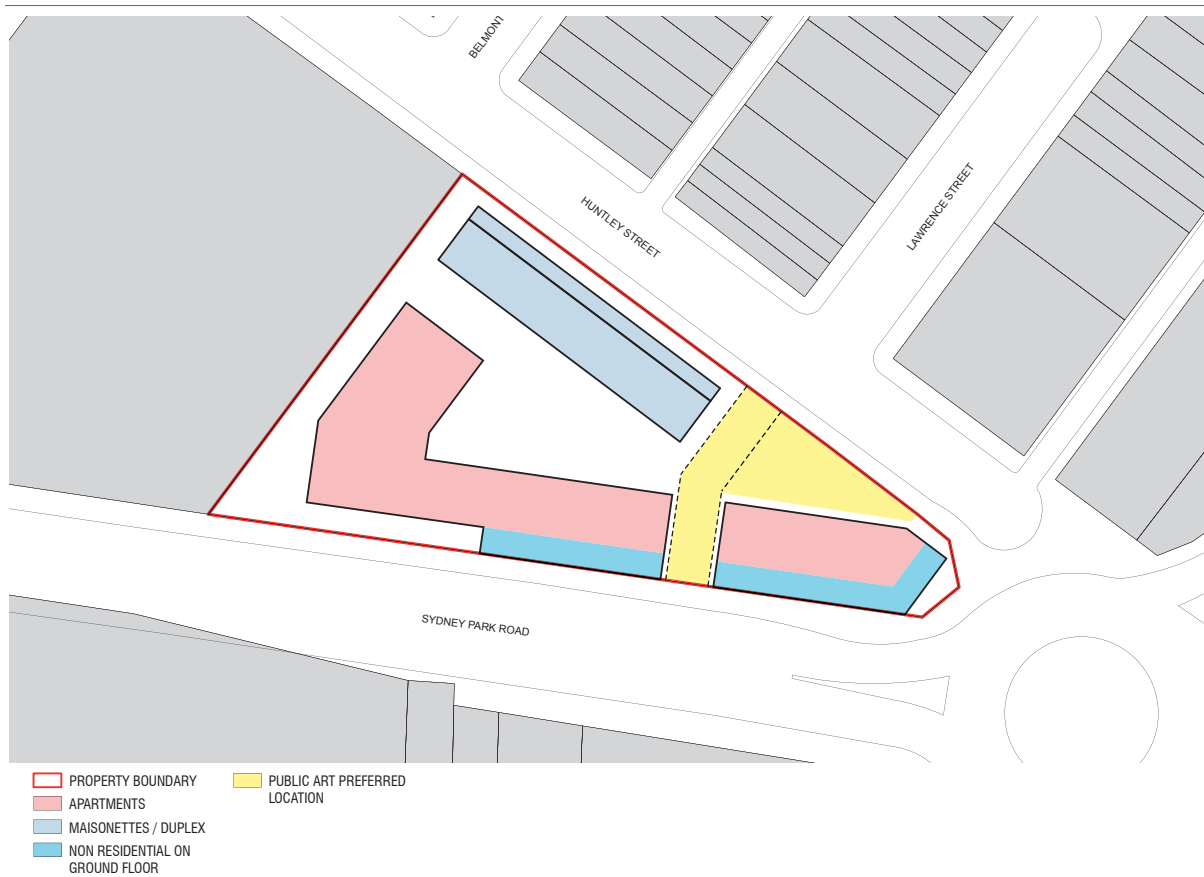 BELMONT
HUNTLEY STREET
LAWRENCE STREET
SYDNEY PARK ROAD
PROPERTY BOUNDARY
APARTMENTS
MAISONETTES / DUPLEX
NON RESIDENTIAL ON
GROUND FLOOR
PUBLIC ART PREFERRED
LOCATION